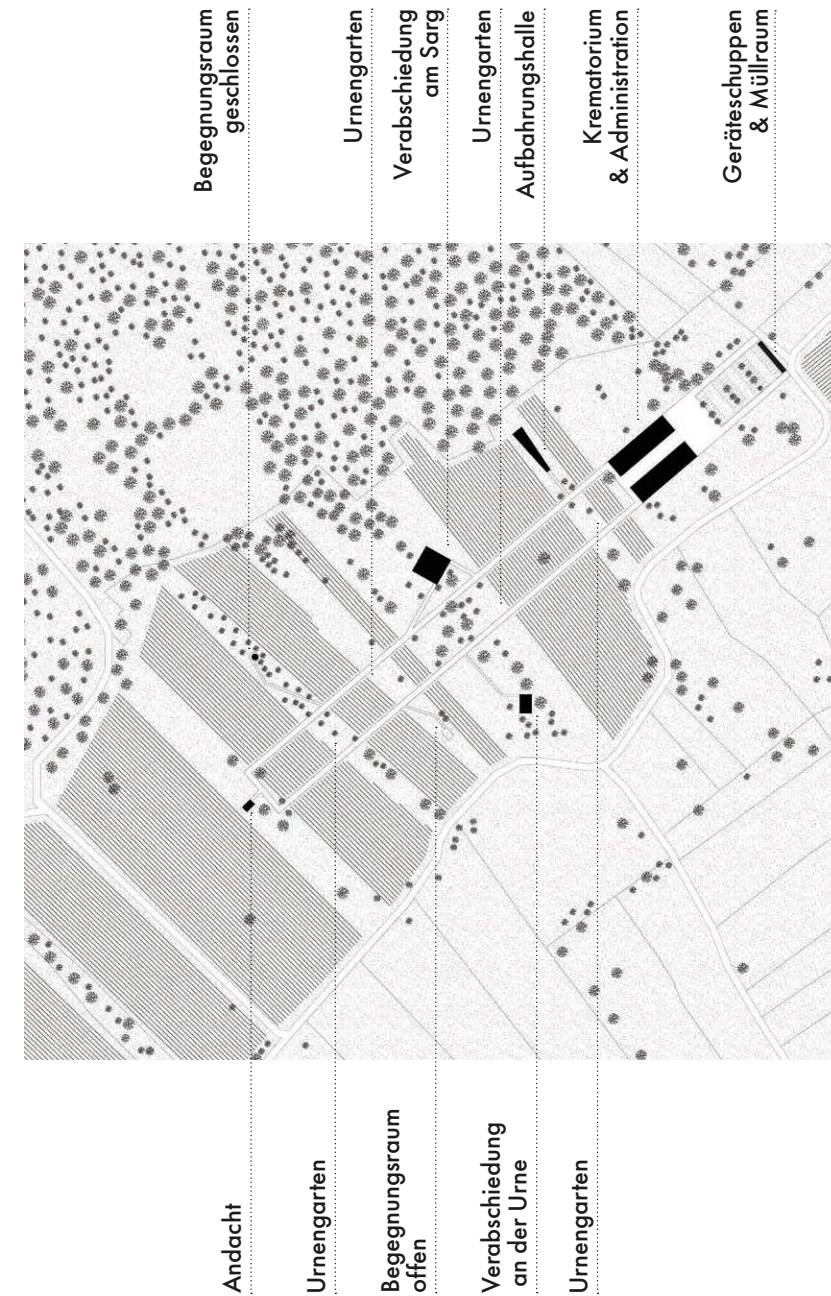 Begegnungsraum
geschlossen
Urnengarten
Verabschiedung
am Sarg
Urnengarten
Aufbahrungshalle
Krematorium
& Administration
Geräteschuppen
& Müllraum
Andacht
Urnengarten
Begegnungsraum
offen
Verabschiedung
an der Urne
Urnengarten